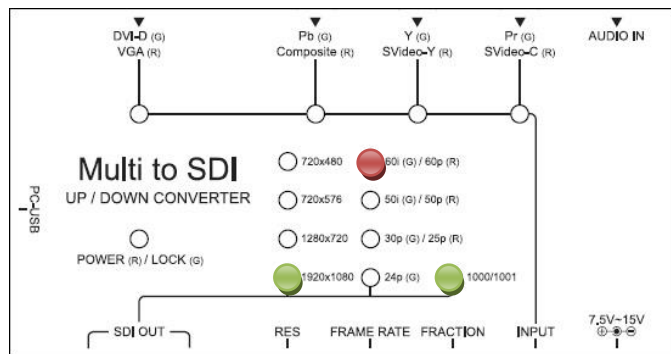 DVI-D (G)
VGA (R)
Pb (G)
Composite (R)
Y (G)
SVideo-Y (R)
Pr (G)
SVideo-C (R)
AUDIO IN
Multi to SDI
UP / DOWN CONVERTER
PC-USB
POWER (R) / LOCK (G)
720x480
60i (G) / 60p (R)
720x576
50i (G) / 50p (R)
1280x720
30p (G) / 25p (R)
1920x1080
24p (G)
1000/1001
SDI OUT
RES
FRAME RATE
FRACTION
INPUT
7.5V~15V